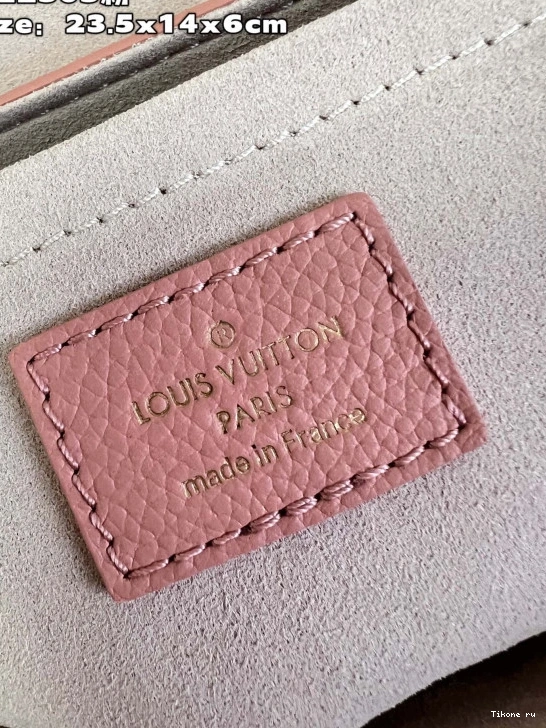 ze: 23.5x14x6cm
®
LOUIS VUITTON
PARIS
made in France
Tikone ru